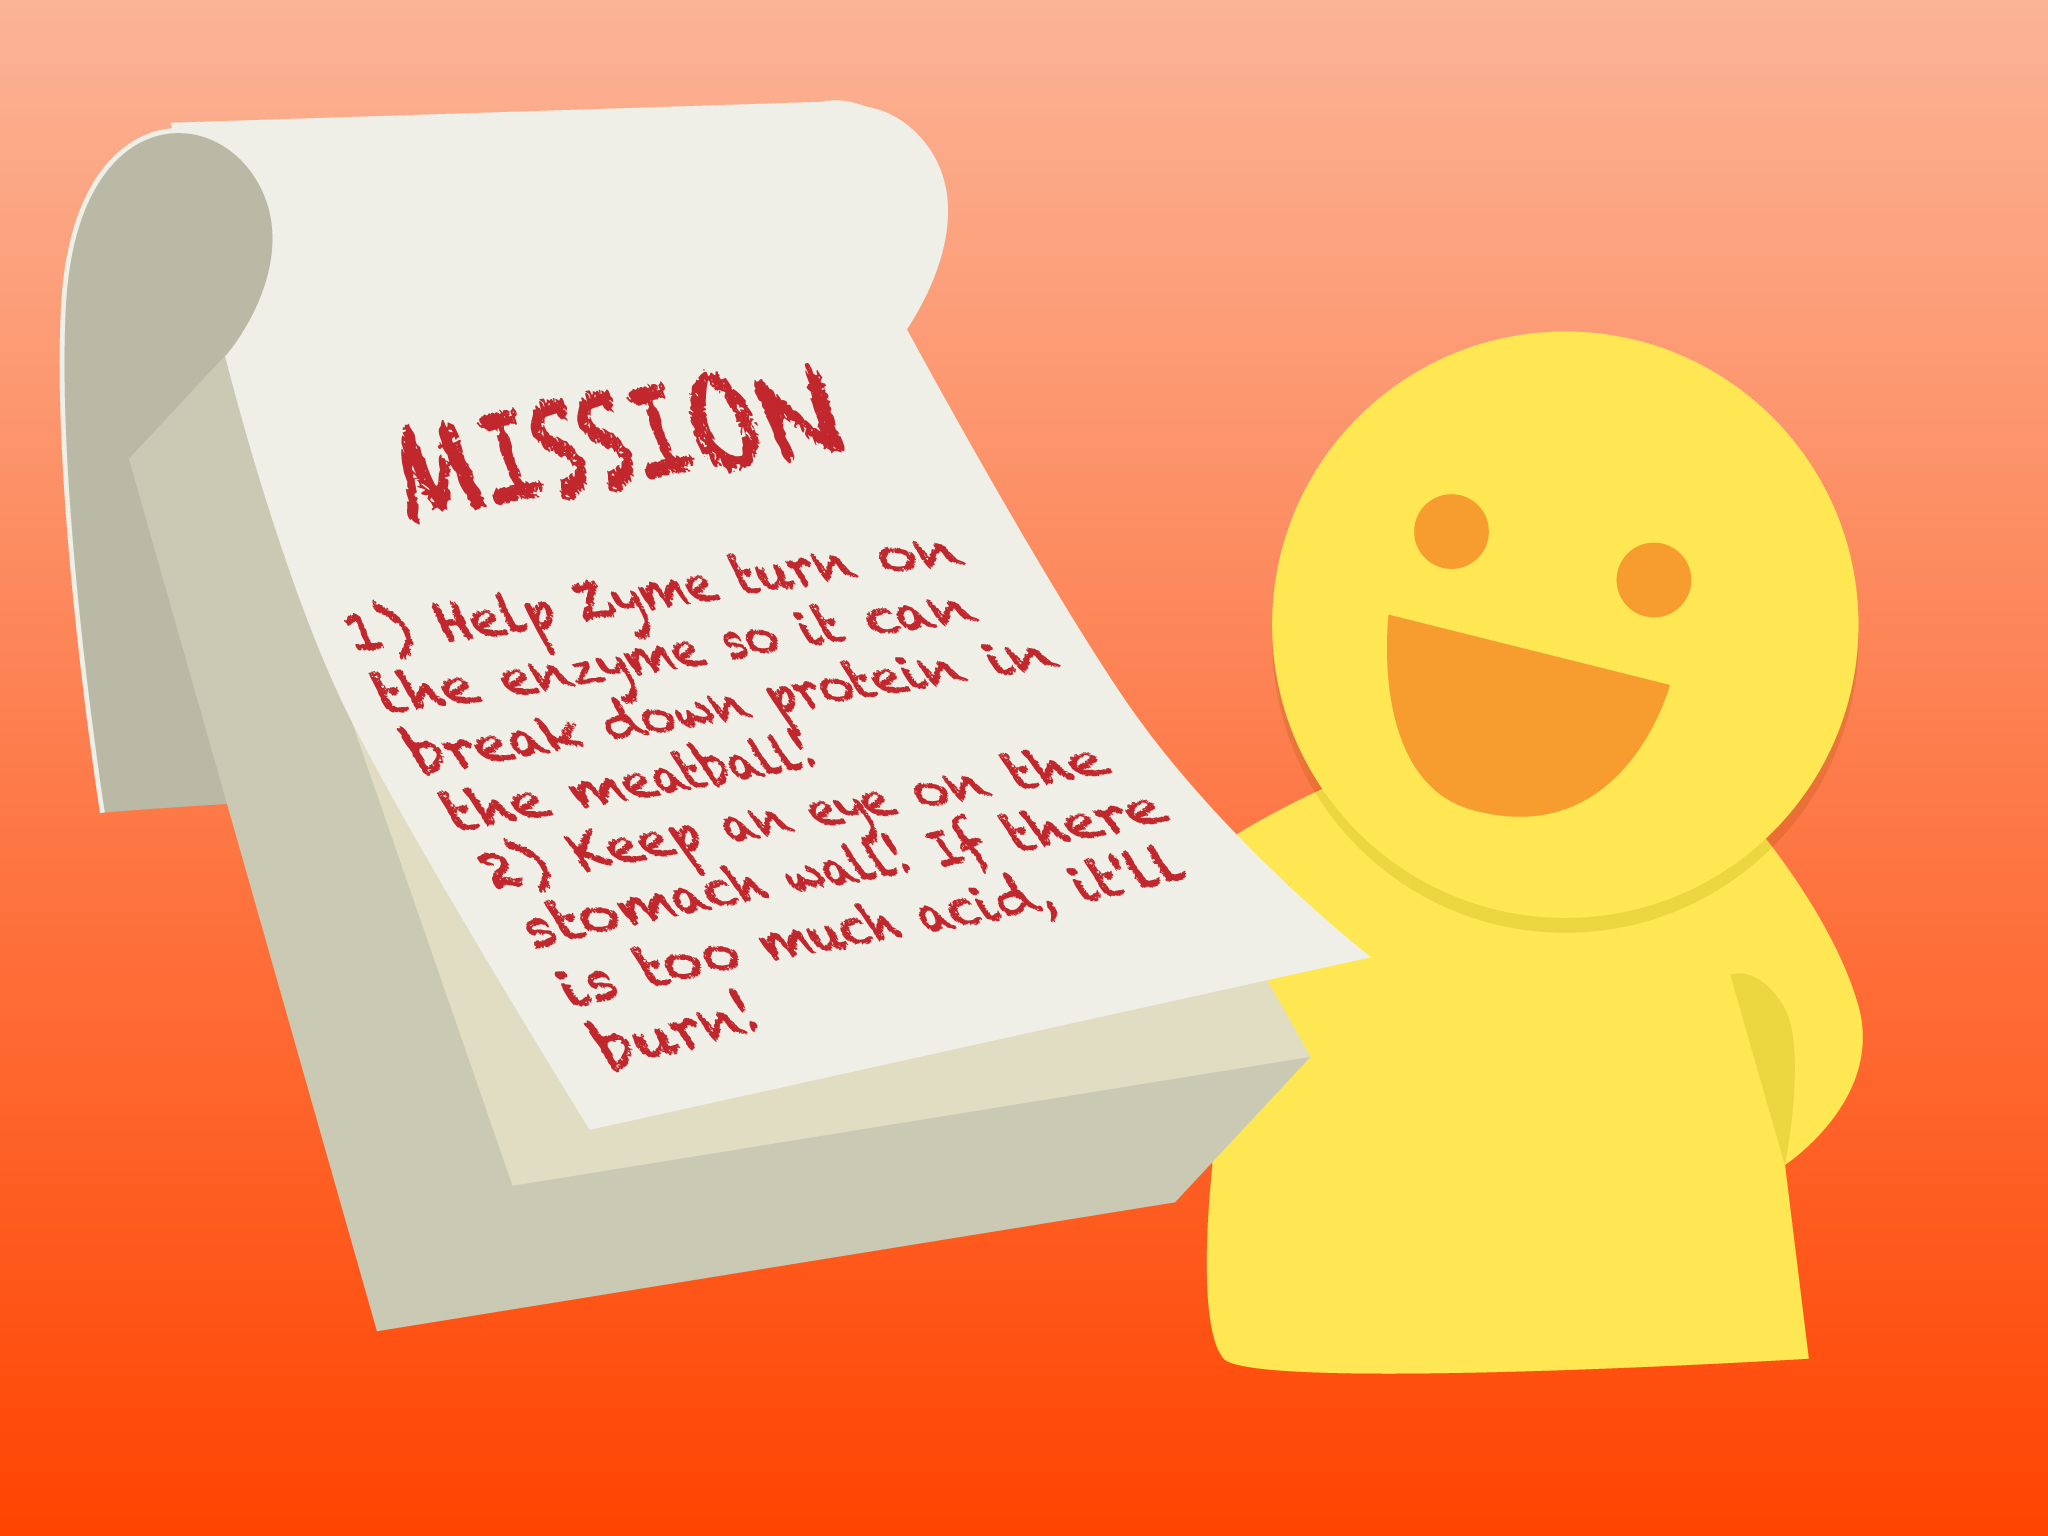 MISSION
1) Help Zyme turn on
the enzyme so it can
break down protein in
the meatball!
2) Keep an eye on the
stomach wall! If there
is too much acid, it'll
burn!